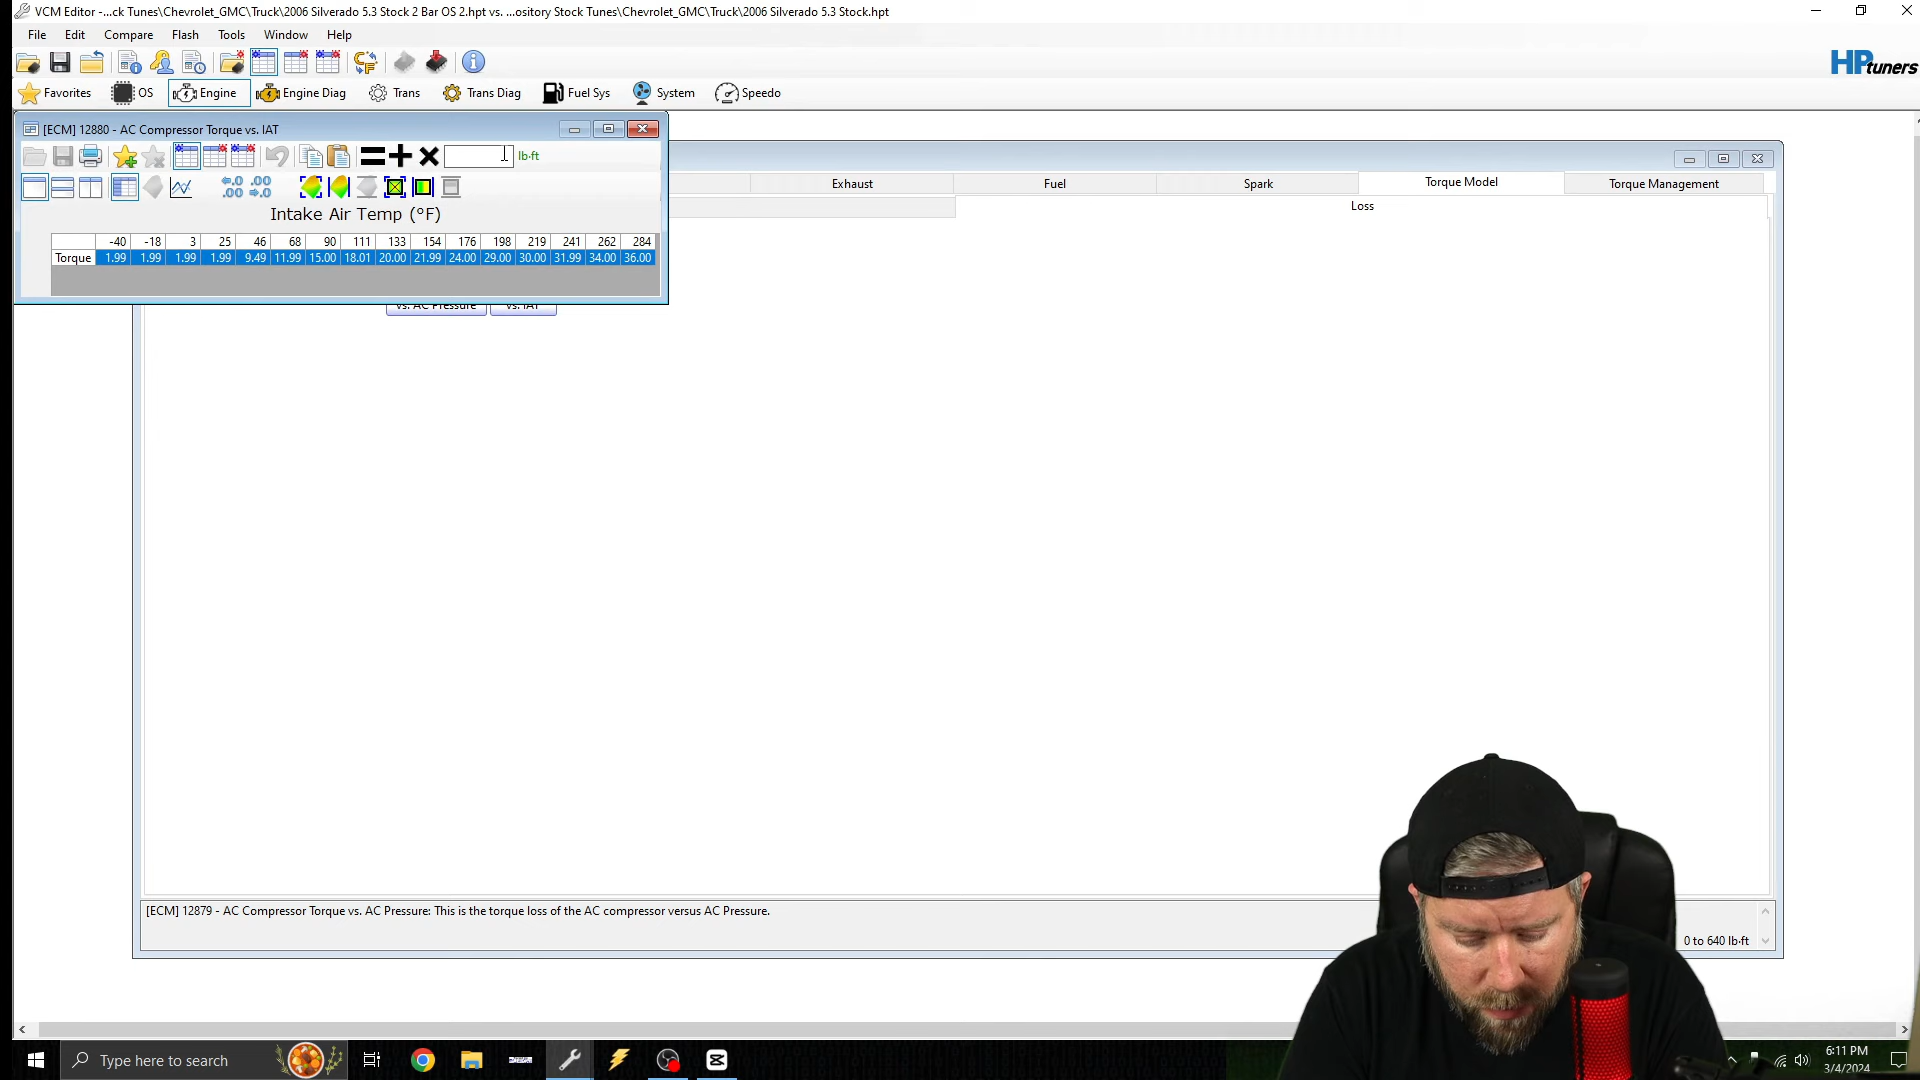 VCM Editor -...ck Tunes\Chevrolet_GMC\Truck\2006 Silverado 5.3 Stock 2 Bar OS 2.hpt vs. ...ository Stock Tunes\Chevrolet_GMC\Truck\2006 Silverado 5.3 Stock.hpt
File Edit Compare Flash Tools Window Help
HPtuners
Favorites OS Engine Engine Diag Trans Trans Diag Fuel Sys System Speedo
[ECM] 12880 - AC Compressor Torque vs. IAT
lb·ft
Exhaust Fuel Spark Torque Model Torque Management
Loss
Intake Air Temp (°F)
-40 -18 3 25 46 68 90 111 133 154 176 198 219 241 262 284
Torque 1.99 1.99 1.99 1.99 9.49 11.99 15.00 18.01 20.00 21.99 24.00 29.00 30.00 31.99 34.00 36.00
vs. AC Pressure vs. IAT
[ECM] 12879 - AC Compressor Torque vs. AC Pressure: This is the torque loss of the AC compressor versus AC Pressure.
0 to 640 lb·ft
Type here to search
6:11 PM
3/4/2024